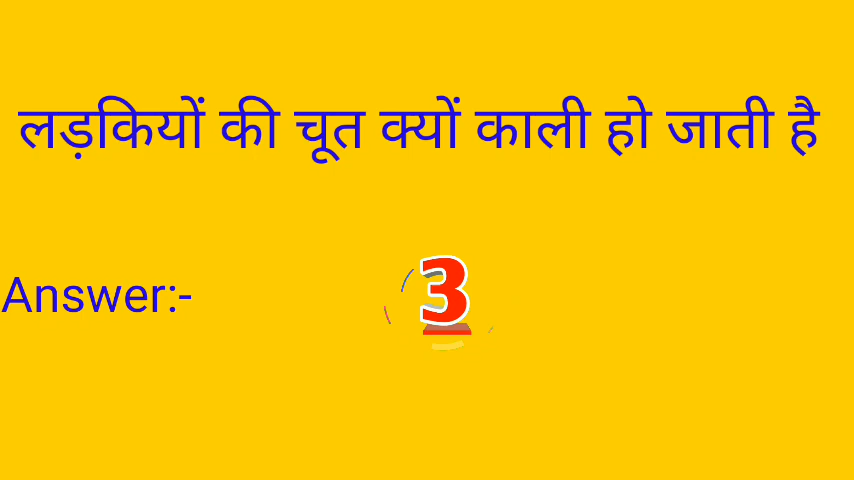 लड़कियों की चूत क्यों काली हो जाती है
Answer:-
3